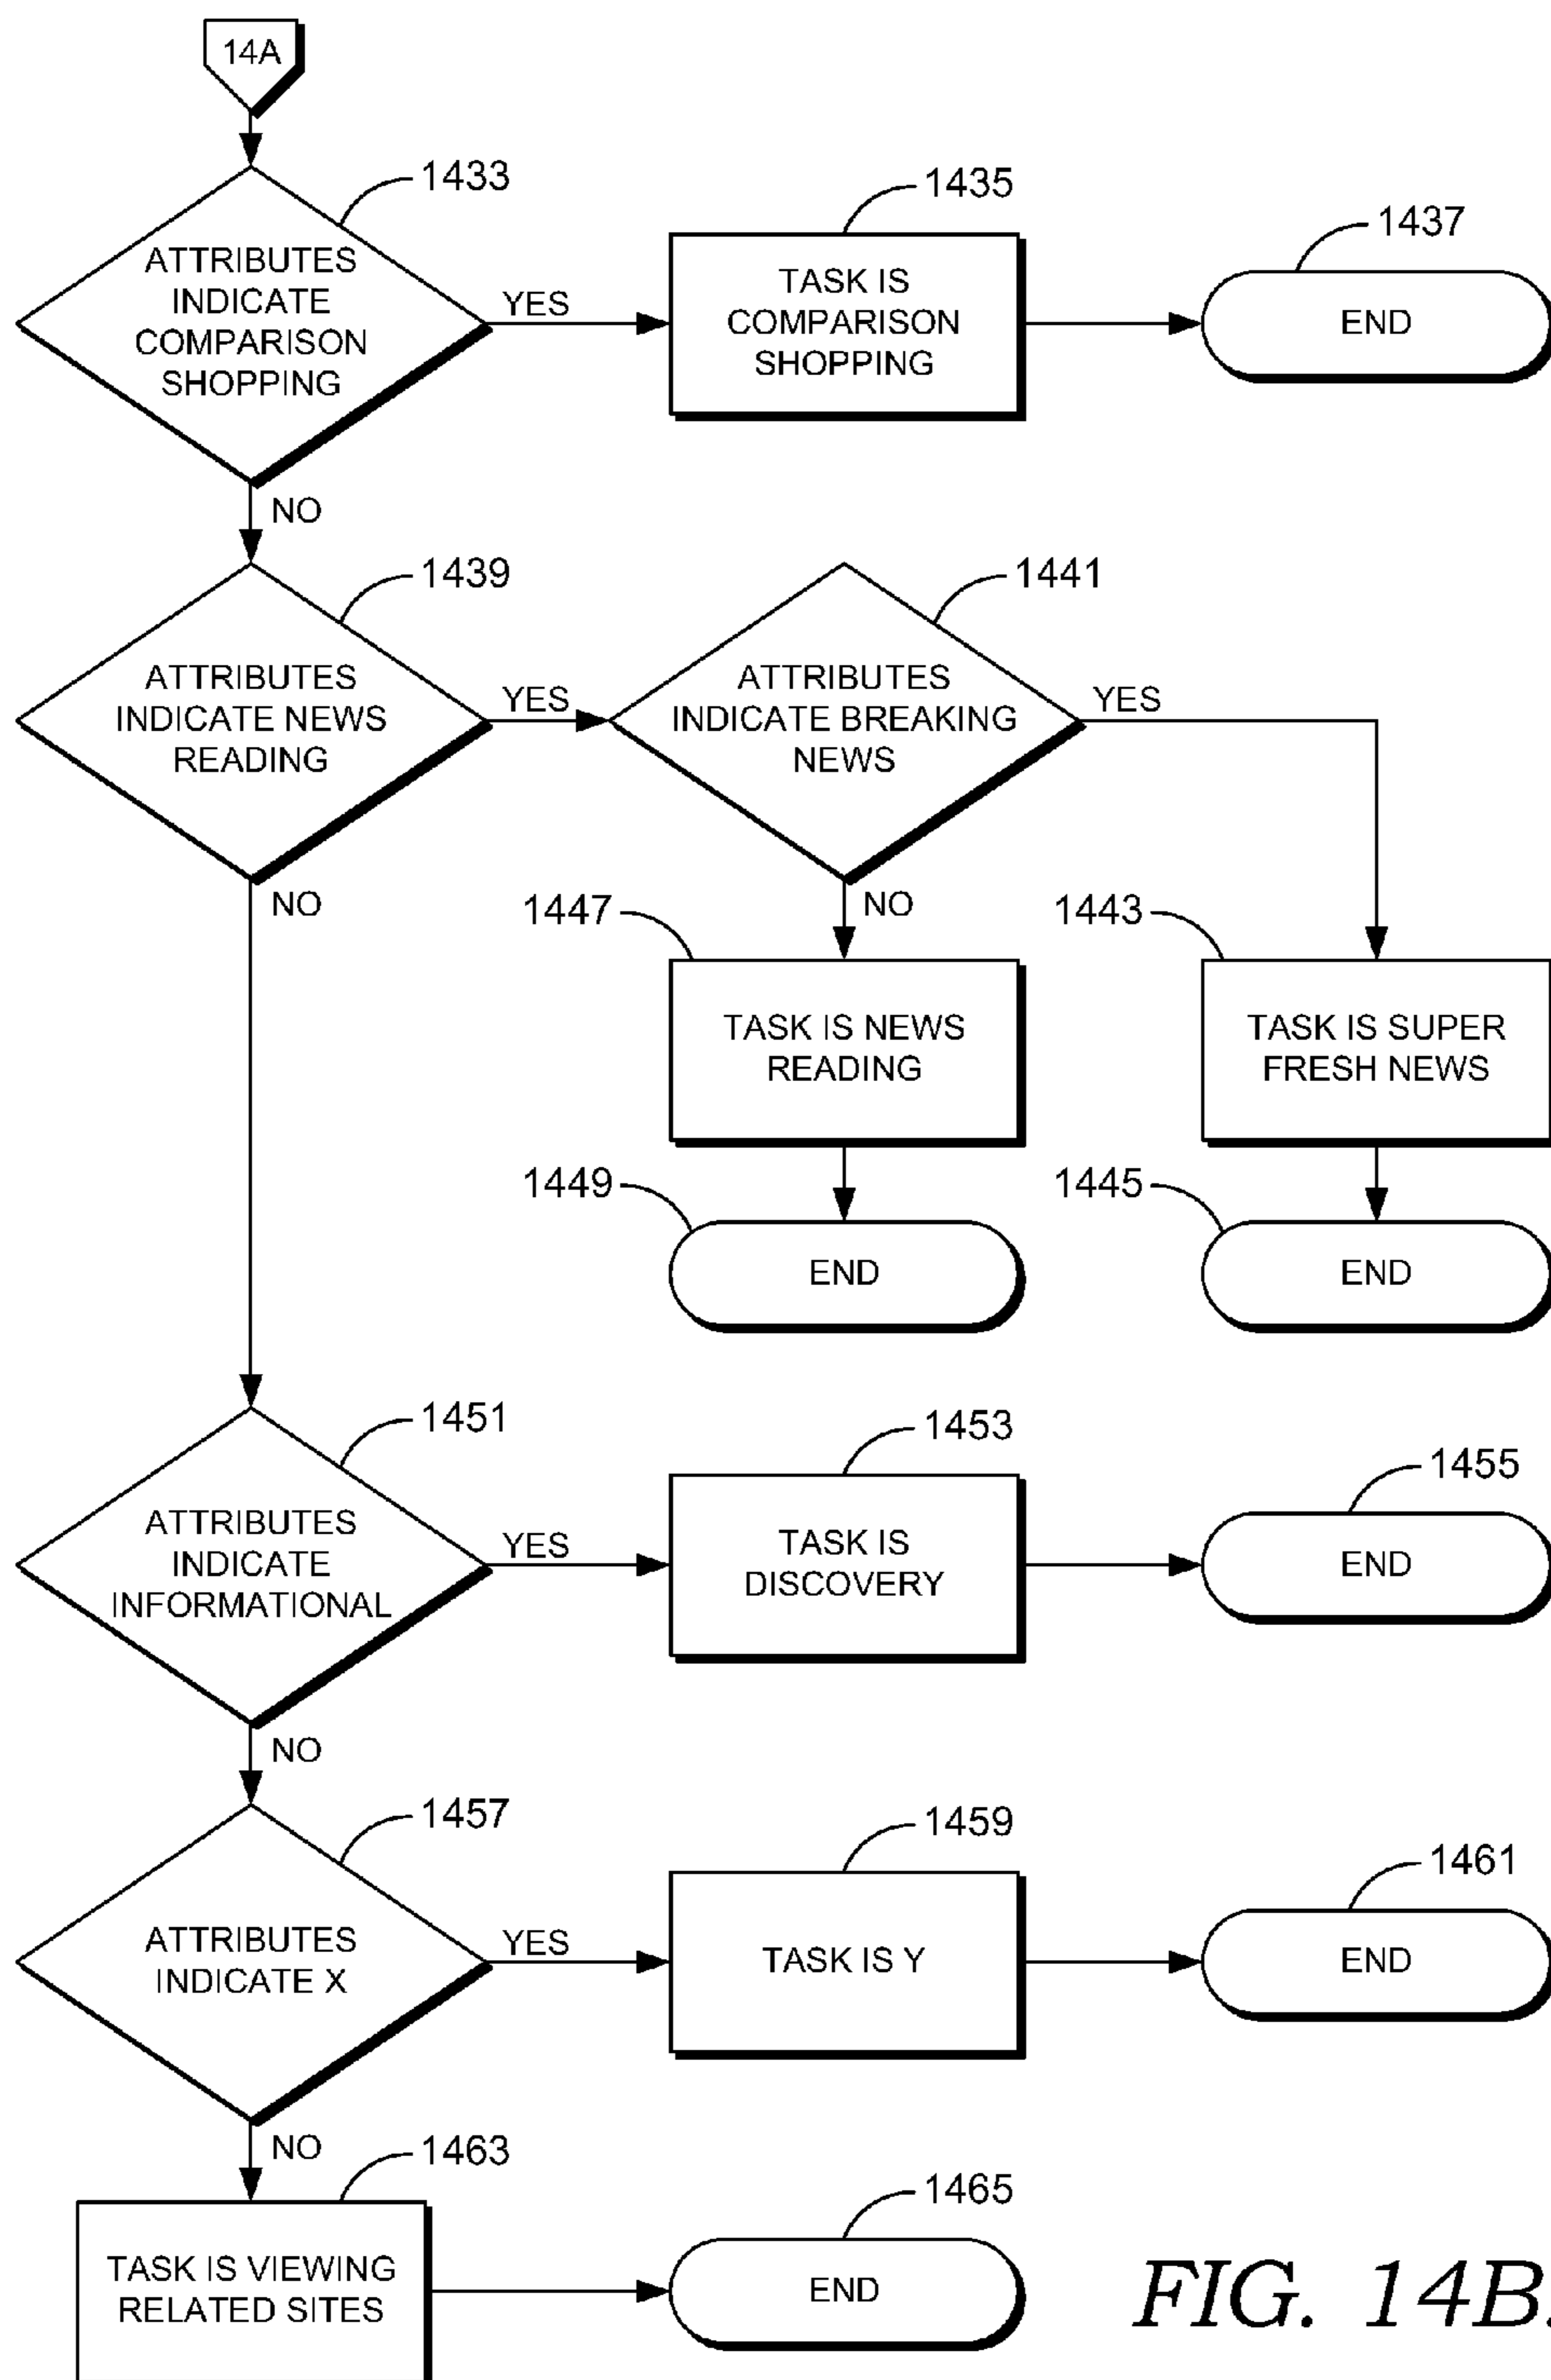 14A
1433
ATTRIBUTES
INDICATE
COMPARISON
SHOPPING
YES
1435
TASK IS
COMPARISON
SHOPPING
1437
END
NO
1439
ATTRIBUTES
INDICATE NEWS
READING
YES
1441
ATTRIBUTES
INDICATE BREAKING
NEWS
YES
NO
NO
1447
TASK IS NEWS
READING
1443
TASK IS SUPER
FRESH NEWS
1449
END
1445
END
1451
ATTRIBUTES
INDICATE
INFORMATIONAL
YES
1453
TASK IS
DISCOVERY
1455
END
NO
1457
ATTRIBUTES
INDICATE X
YES
1459
TASK IS Y
1461
END
NO
1463
TASK IS VIEWING
RELATED SITES
1465
END
FIG. 14B.